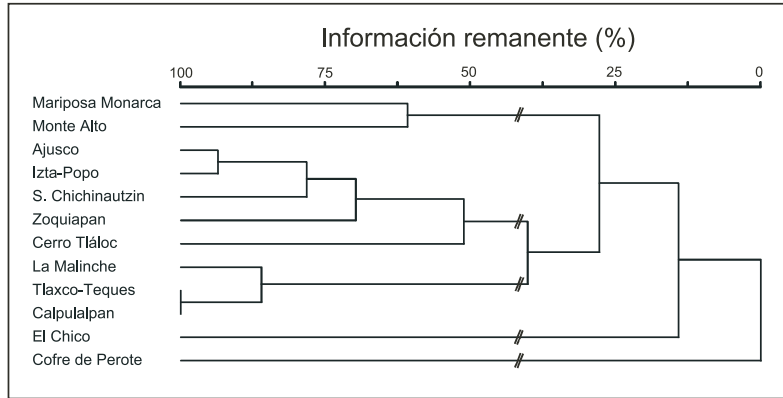 Información remanente (%)
100 75 50 25 0
Mariposa Monarca
Monte Alto
Ajusco
Izta-Popo
S. Chichinautzin
Zoquiapan
Cerro Tláloc
La Malinche
Tlaxco-Teques
Calpulalpan
El Chico
Cofre de Perote